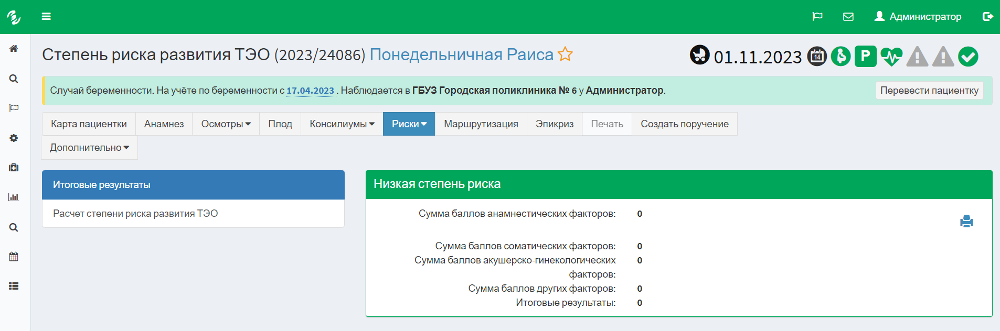 Администратор
Степень риска развития ТЭО (2023/24086) Понедельничная Раиса
01.11.2023
14
P
Случай беременности. На учёте по беременности с 17.04.2023 . Наблюдается в ГБУЗ Городская поликлиника № 6 у Администратор.
Перевести пациентку
Карта пациентки Анамнез Осмотры Плод Консилиумы Риски Маршрутизация Эпикриз Печать Создать поручение
Дополнительно
Итоговые результаты
Расчет степени риска развития ТЭО
Низкая степень риска
Сумма баллов анамнестических факторов: 0
Сумма баллов соматических факторов: 0
Сумма баллов акушерско-гинекологических 0
факторов:
Сумма баллов других факторов: 0
Итоговые результаты: 0